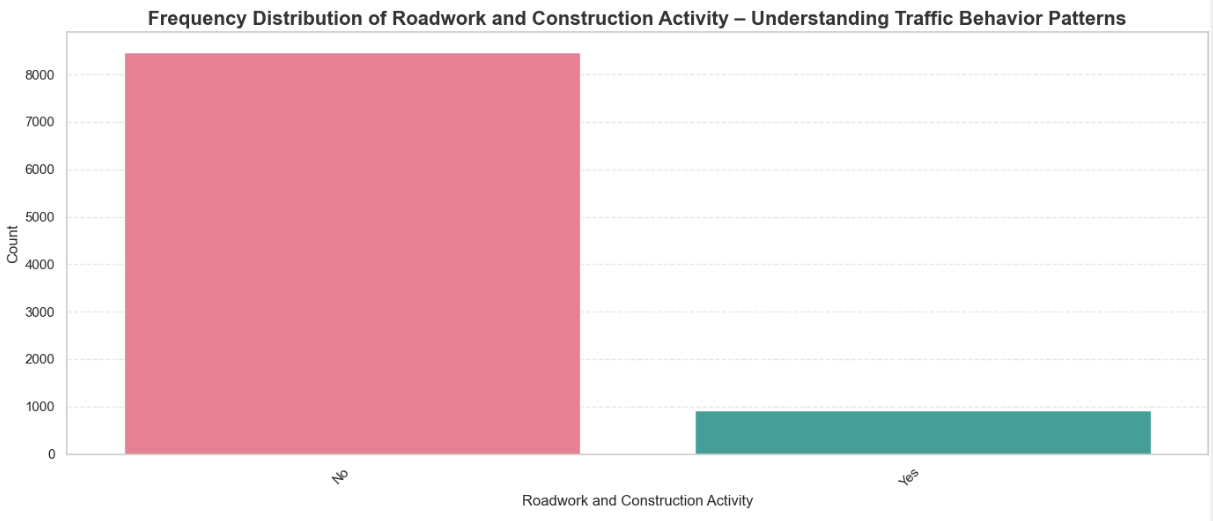 Frequency Distribution of Roadwork and Construction Activity – Understanding Traffic Behavior Patterns
8000
7000
6000
5000
4000
3000
2000
1000
0
Count
No
Yes
Roadwork and Construction Activity